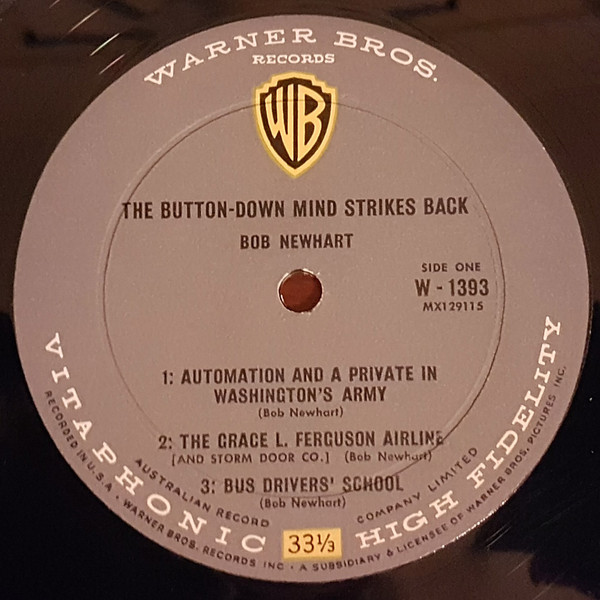 WARNER BROS.
RECORDS
WB
THE BUTTON-DOWN MIND STRIKES BACK
BOB NEWHART
SIDE ONE
W - 1393
MX129115
1: AUTOMATION AND A PRIVATE IN
WASHINGTON'S ARMY
(Bob Newhart)
2: THE GRACE L. FERGUSON AIRLINE
[AND STORM DOOR CO.] (Bob Newhart)
3: BUS DRIVERS' SCHOOL
(Bob Newhart)
VITAPHONIC HIGH FIDELITY
AUSTRALIAN RECORD COMPANY LIMITED
33⅓
RECORDED IN U.S.A • WARNER BROS. RECORDS INC • A SUBSIDIARY & LICENSEE OF WARNER BROS. PICTURES INC.